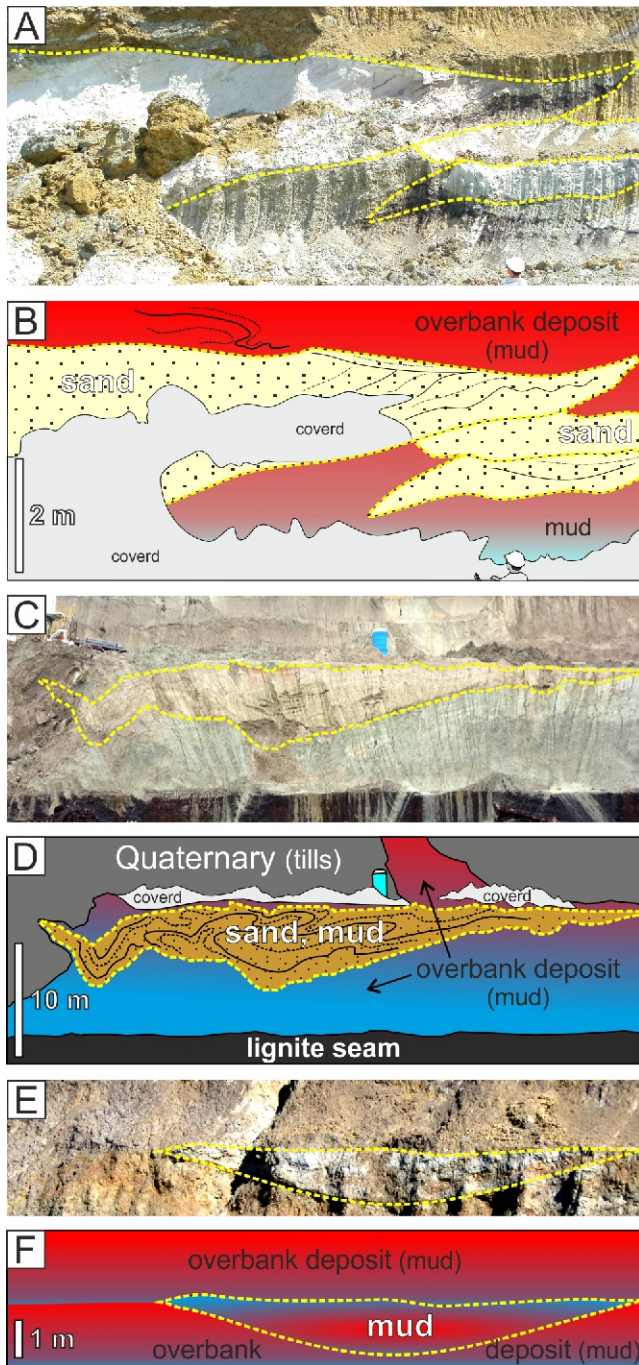 A
B
overbank deposit
(mud)
sand
coverd
sand
2 m
mud
coverd
C
D
Quaternary (tills)
coverd
coverd
sand, mud
overbank deposit
(mud)
10 m
lignite seam
E
F
overbank deposit (mud)
mud
1 m
overbank
deposit (mud)